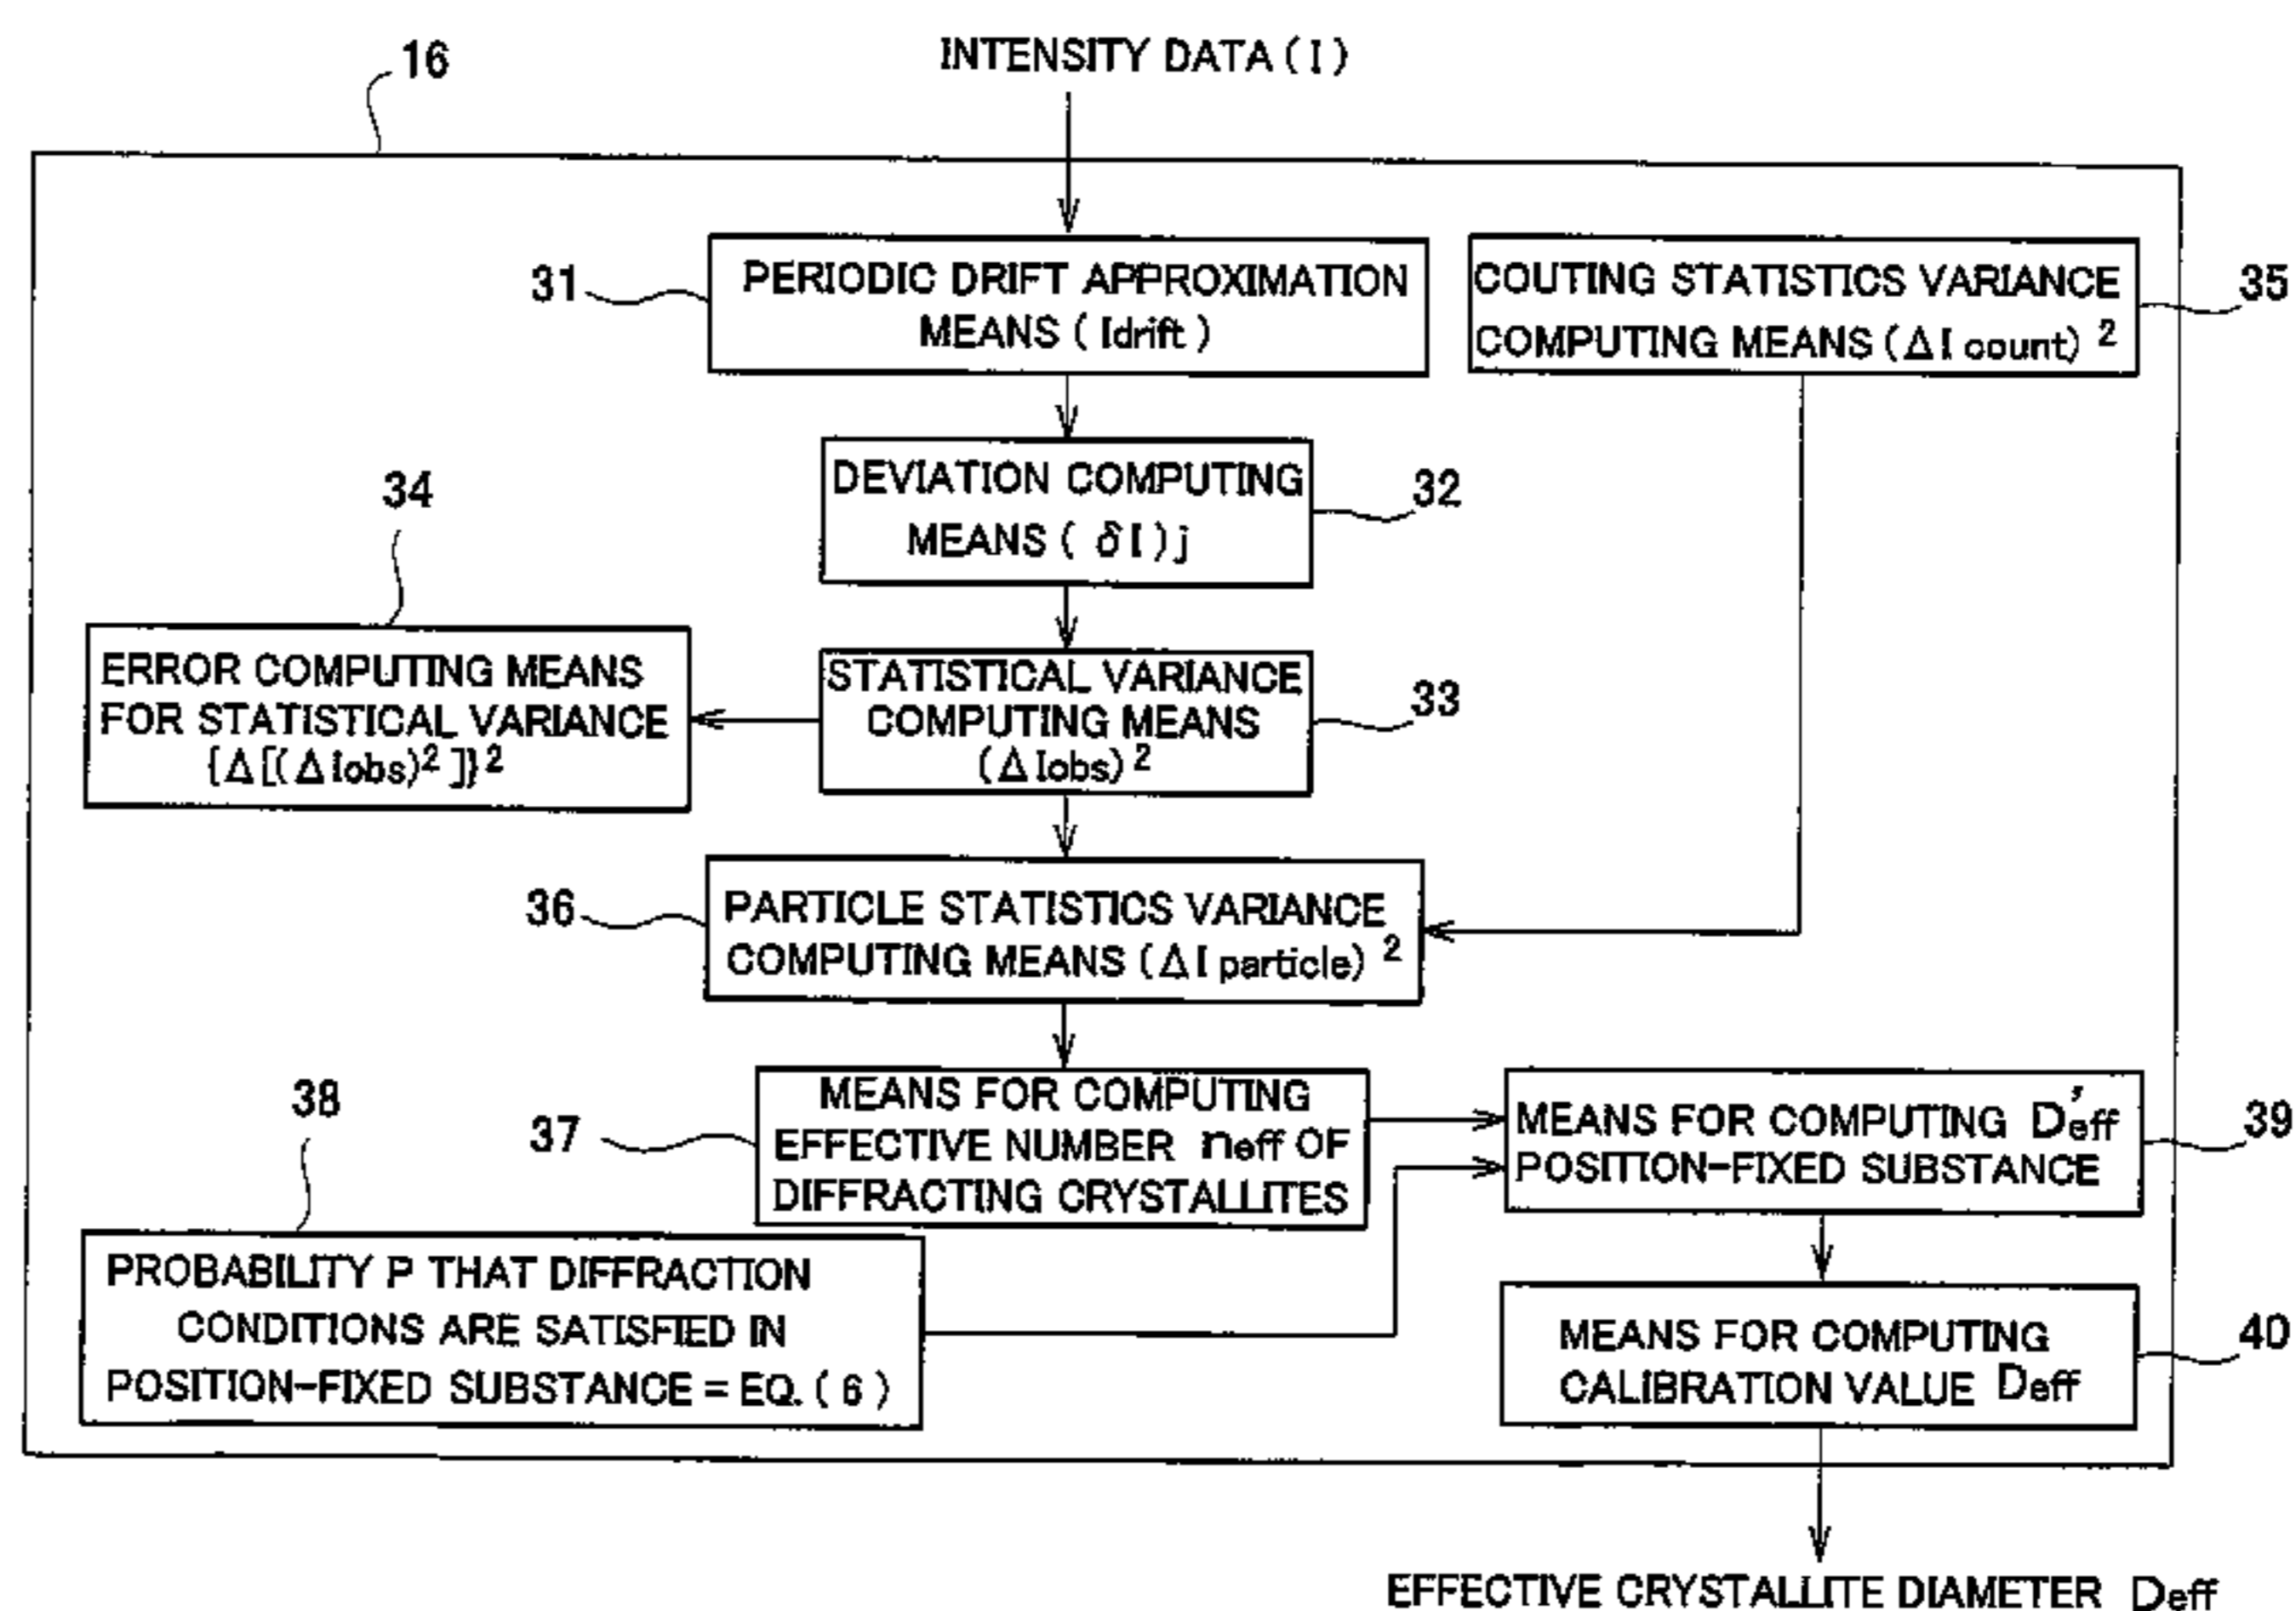 16
INTENSITY DATA (I)
31
PERIODIC DRIFT APPROXIMATION
MEANS (Idrift)
COUTING STATISTICS VARIANCE
COMPUTING MEANS (ΔI count)²
35
DEVIATION COMPUTING
MEANS (δI)j
32
34
ERROR COMPUTING MEANS
FOR STATISTICAL VARIANCE
{Δ[(ΔIobs)²]}²
STATISTICAL VARIANCE
COMPUTING MEANS
(ΔIobs)²
33
36
PARTICLE STATISTICS VARIANCE
COMPUTING MEANS (ΔI particle)²
37
MEANS FOR COMPUTING
EFFECTIVE NUMBER neff OF
DIFFRACTING CRYSTALLITES
MEANS FOR COMPUTING D'eff
POSITION-FIXED SUBSTANCE
39
38
PROBABILITY P THAT DIFFRACTION
CONDITIONS ARE SATISFIED IN
POSITION-FIXED SUBSTANCE = EQ. (6)
MEANS FOR COMPUTING
CALIBRATION VALUE Deff
40
EFFECTIVE CRYSTALLITE DIAMETER Deff